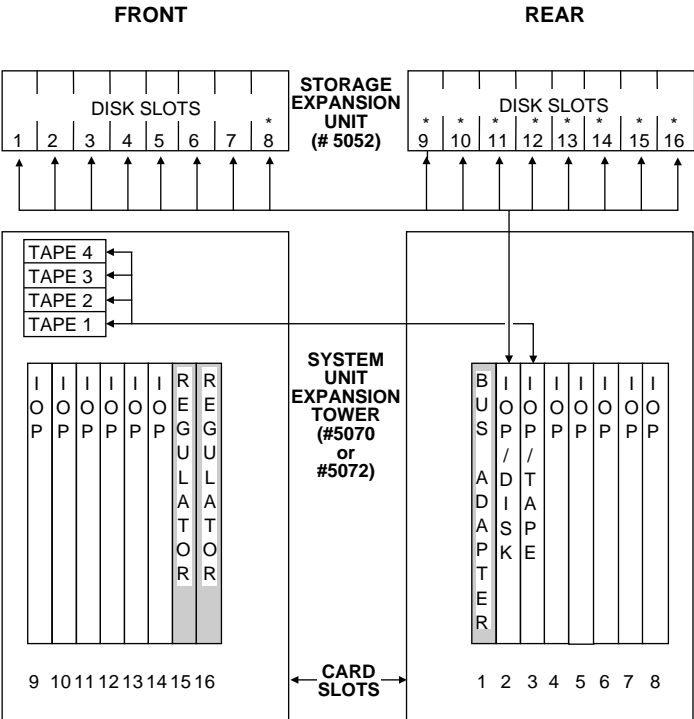 FRONT
REAR
STORAGE
EXPANSION
UNIT
(# 5052)
DISK SLOTS
*
1 2 3 4 5 6 7 8
DISK SLOTS
* * * * * * * *
9 10 11 12 13 14 15 16
TAPE 4
TAPE 3
TAPE 2
TAPE 1
SYSTEM
UNIT
EXPANSION
TOWER
(#5070
or
#5072)
IOP
IOP
IOP
IOP
IOP
IOP
REGULATOR
REGULATOR
BUS ADAPTER
IOP/DISK
IOP/TAPE
IOP
IOP
IOP
IOP
IOP
9 10 11 12 13 14 15 16
CARD
SLOTS
1 2 3 4 5 6 7 8